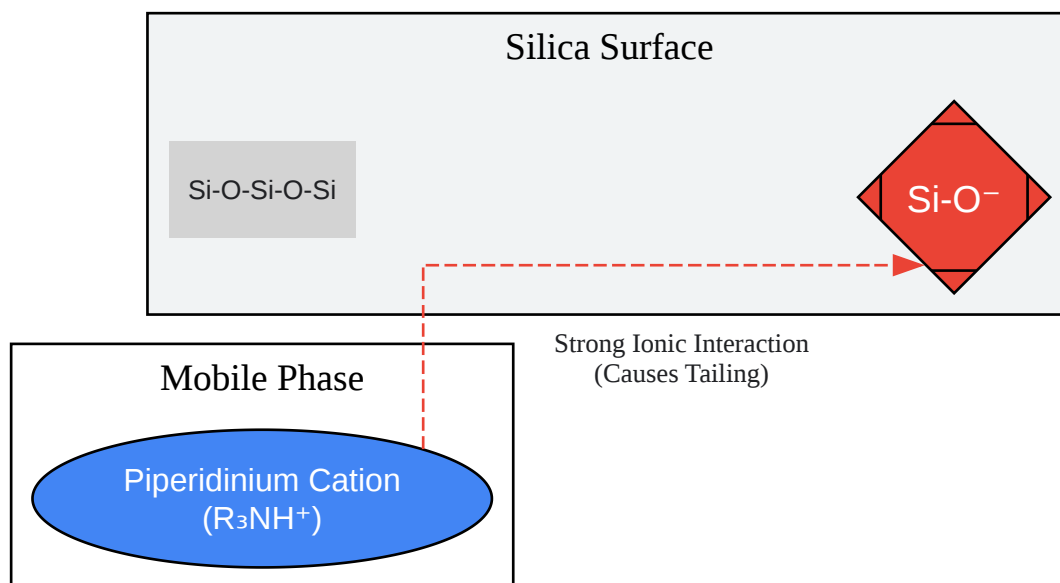 Silica Surface
Si-O-Si-O-Si
Si-O⁻
Strong Ionic Interaction
(Causes Tailing)
Mobile Phase
Piperidinium Cation
(R₃NH⁺)